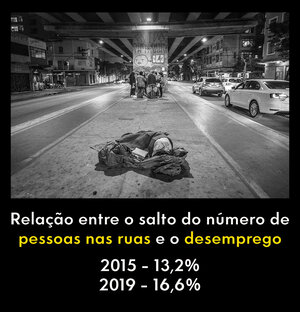 Relação entre o salto do número de
pessoas nas ruas e o desemprego
2015 - 13,2%
2019 - 16,6%